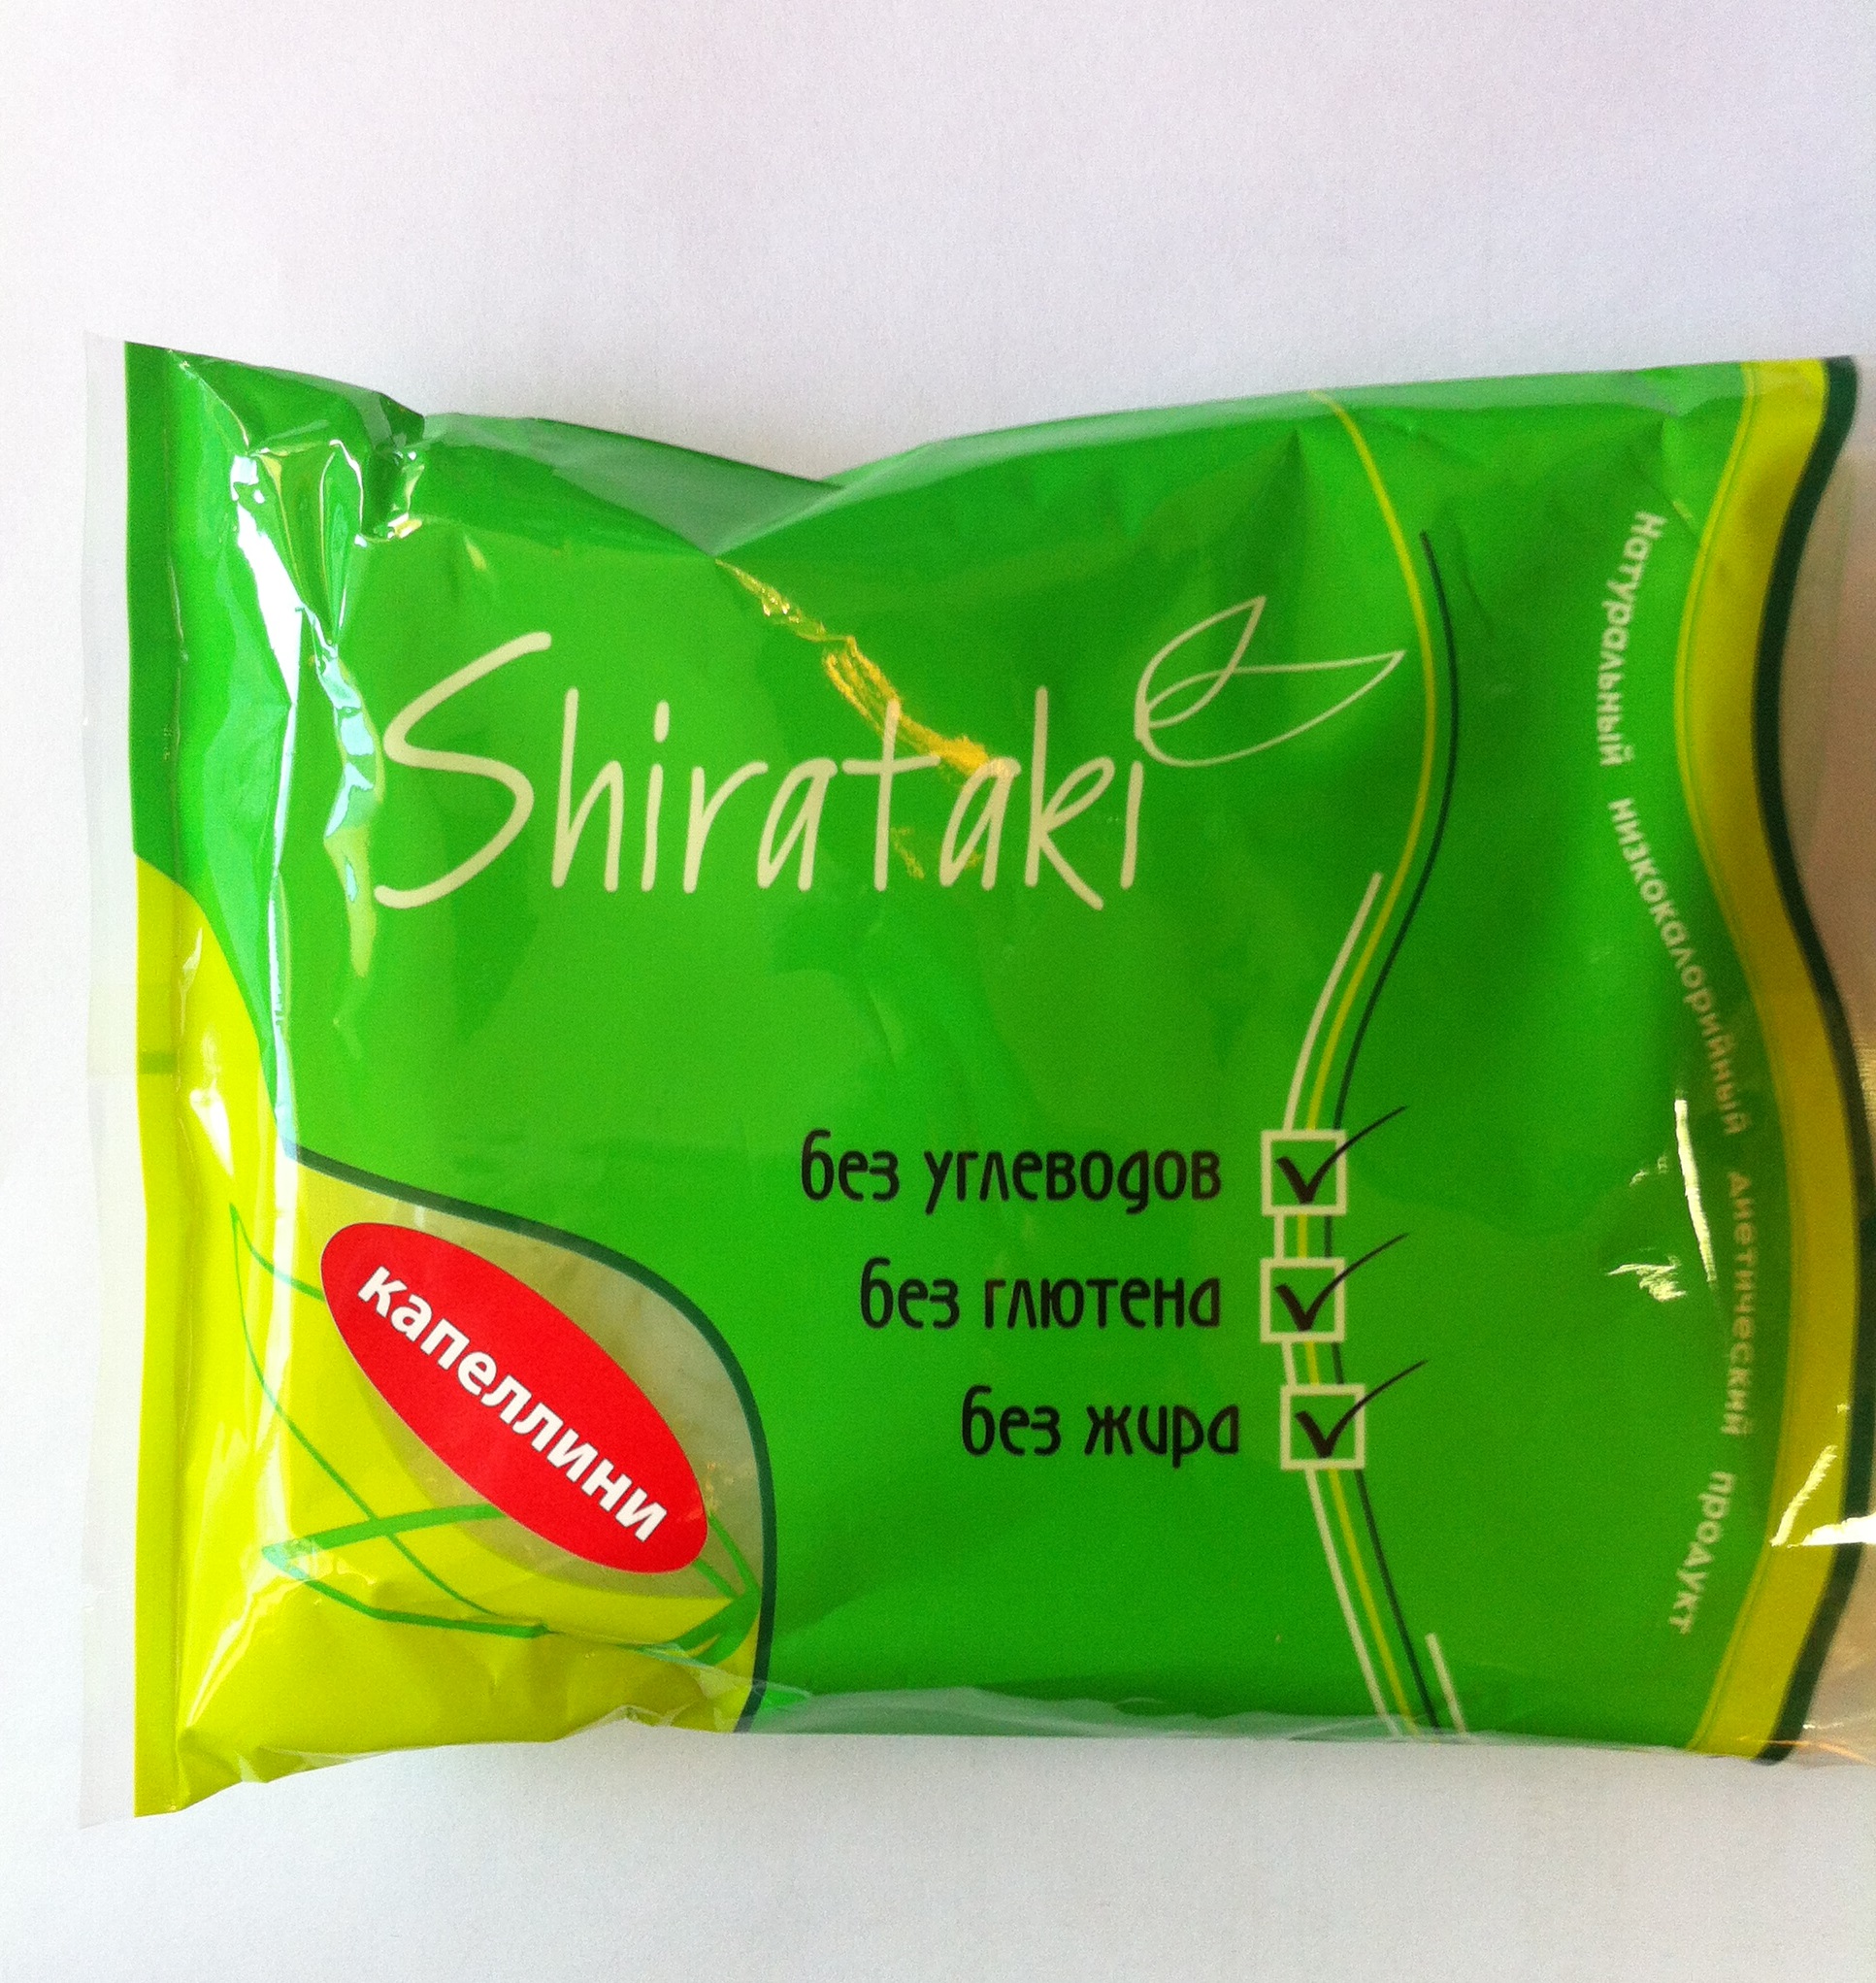 Shirataki
без углеводов
без глютена
без жира
капеллини
Натуральный низкокалорийный диетический продукт